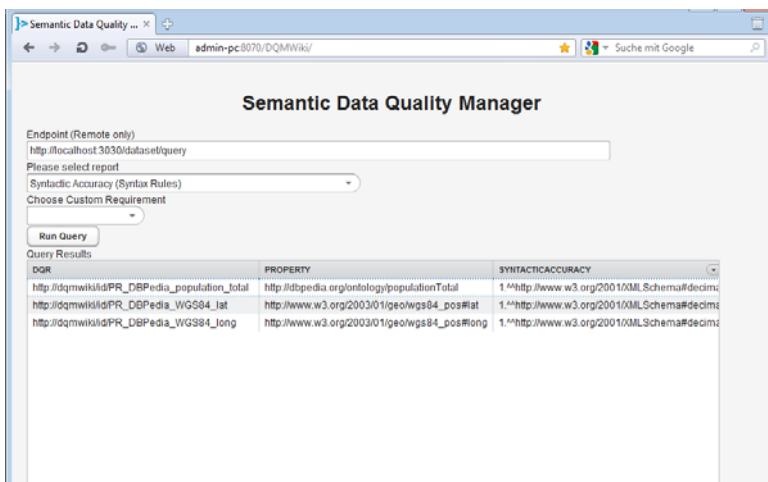 Semantic Data Quality ...
Web admin-pc:8070/DQMWiki/ Suche mit Google
Semantic Data Quality Manager
Endpoint (Remote only)
http://localhost:3030/dataset/query
Please select report
Syntactic Accuracy (Syntax Rules)
Choose Custom Requirement
Run Query
Query Results
DQR PROPERTY SYNTACTICACCURACY
http://dqmwiki/id/PR_DBPedia_population_total http://dbpedia.org/ontology/populationTotal 1.^^http://www.w3.org/2001/XMLSchema#decima
http://dqmwiki/id/PR_DBPedia_WGS84_lat http://www.w3.org/2003/01/geo/wgs84_pos#lat 1.^^http://www.w3.org/2001/XMLSchema#decima
http://dqmwiki/id/PR_DBPedia_WGS84_long http://www.w3.org/2003/01/geo/wgs84_pos#long 1.^^http://www.w3.org/2001/XMLSchema#decima